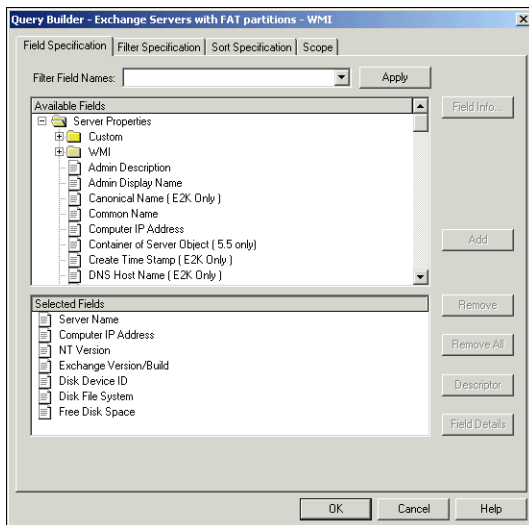 Query Builder - Exchange Servers with FAT partitions - WMI
Field Specification Filter Specification Sort Specification Scope
Filter Field Names: Apply
Available Fields
Field Info...
Server Properties
Custom
WMI
Admin Description
Admin Display Name
Canonical Name ( E2K Only )
Common Name
Computer IP Address
Container of Server Object ( 5.5 only)
Add
Create Time Stamp ( E2K Only )
DNS Host Name ( E2K Only )
Selected Fields
Remove
Server Name
Computer IP Address
NT Version
Remove All
Exchange Version/Build
Disk Device ID
Descriptor
Disk File System
Free Disk Space
Field Details
OK Cancel Help